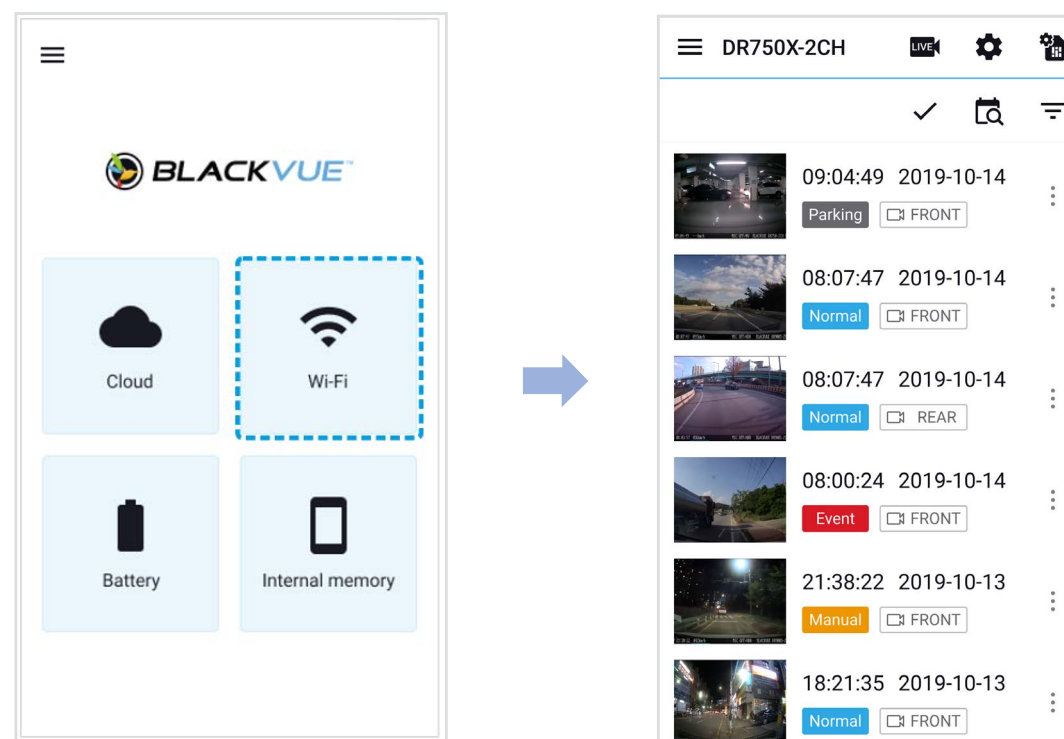 BLACKVUE™
Cloud
Wi-Fi
Battery
Internal memory
DR750X-2CH
LIVE
09:04:49 2019-10-14
Parking FRONT
08:07:47 2019-10-14
Normal FRONT
08:07:47 2019-10-14
Normal REAR
08:00:24 2019-10-14
Event FRONT
21:38:22 2019-10-13
Manual FRONT
18:21:35 2019-10-13
Normal FRONT